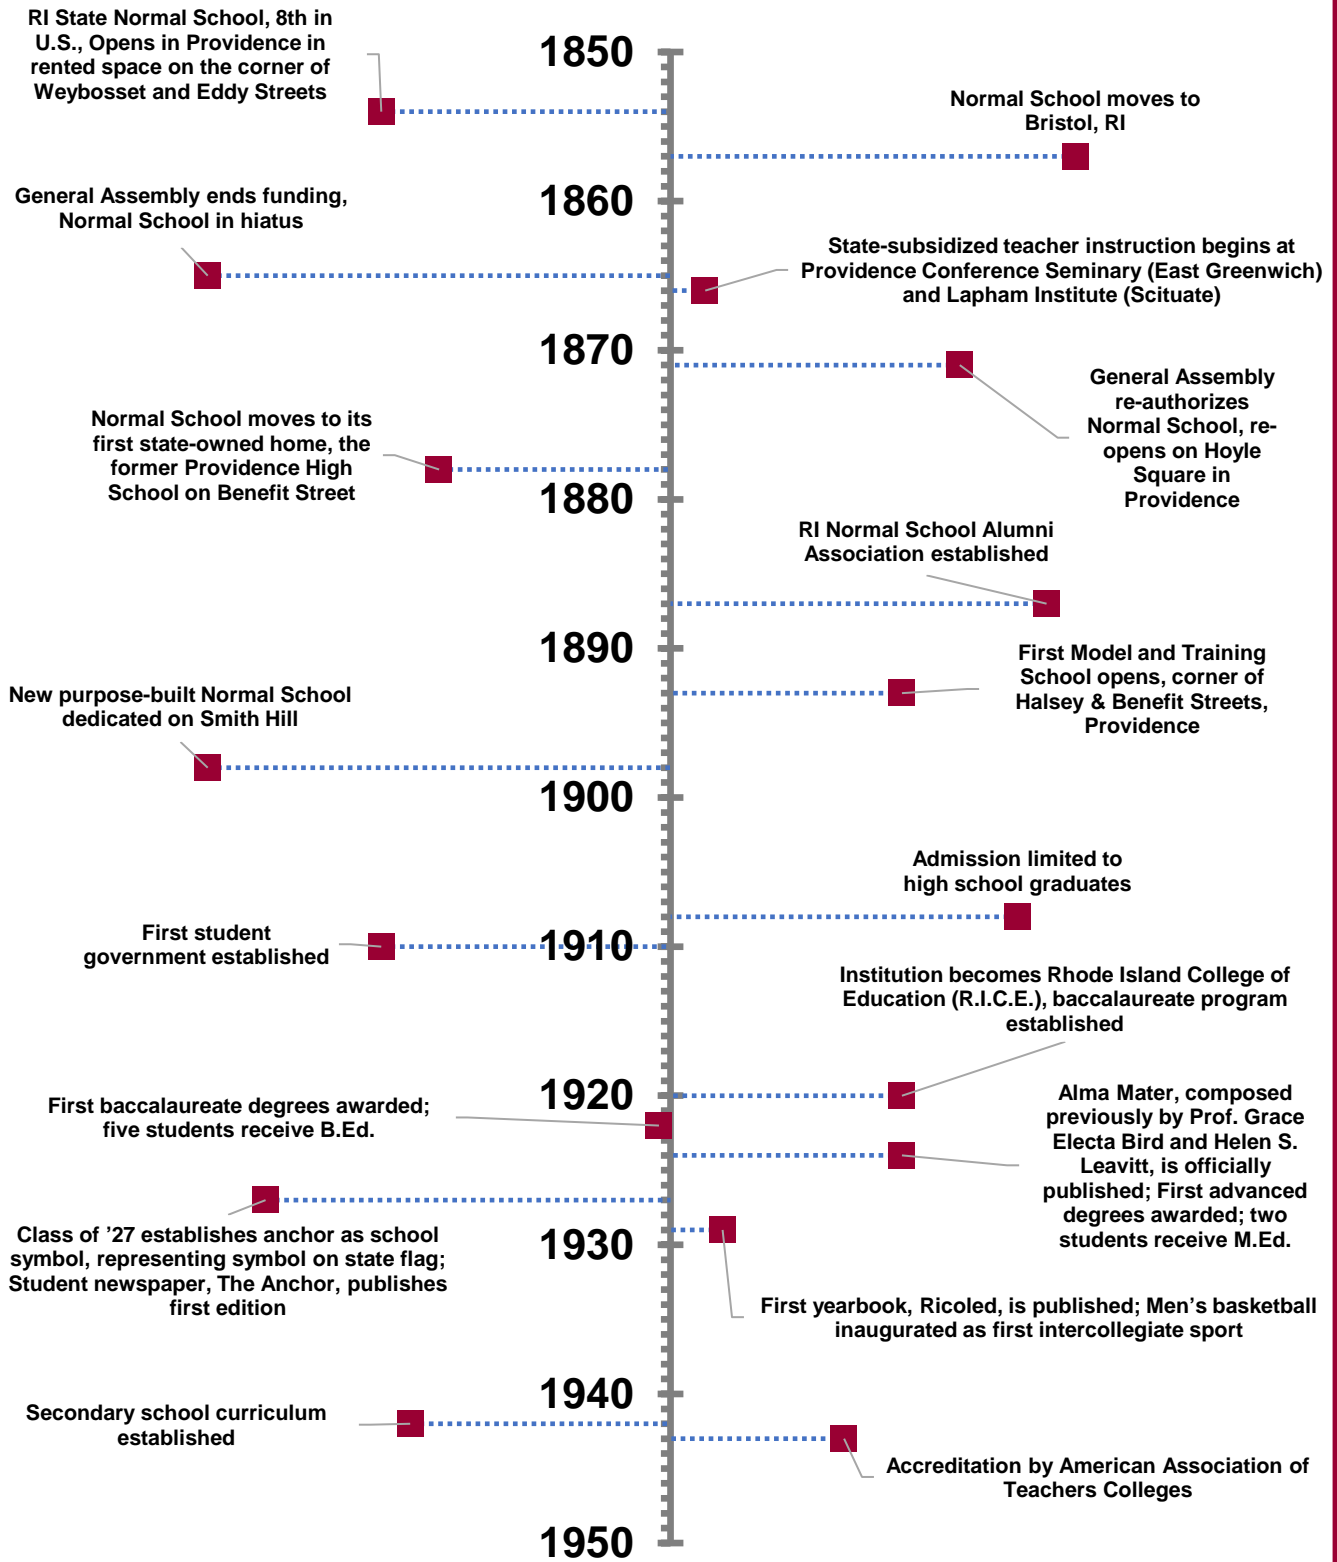 RI State Normal School, 8th in
U.S., Opens in Providence in
rented space on the corner of
Weybosset and Eddy Streets
1850
Normal School moves to
Bristol, RI
General Assembly ends funding,
Normal School in hiatus
1860
State-subsidized teacher instruction begins at
Providence Conference Seminary (East Greenwich)
and Lapham Institute (Scituate)
1870
General Assembly
re-authorizes
Normal School, re-
opens on Hoyle
Square in
Providence
Normal School moves to its
first state-owned home, the
former Providence High
School on Benefit Street
1880
RI Normal School Alumni
Association established
1890
First Model and Training
School opens, corner of
Halsey & Benefit Streets,
Providence
New purpose-built Normal School
dedicated on Smith Hill
1900
Admission limited to
high school graduates
First student
government established
1910
Institution becomes Rhode Island College of
Education (R.I.C.E.), baccalaureate program
established
1920
First baccalaureate degrees awarded;
five students receive B.Ed.
Alma Mater, composed
previously by Prof. Grace
Electa Bird and Helen S.
Leavitt, is officially
published; First advanced
degrees awarded; two
students receive M.Ed.
Class of ’27 establishes anchor as school
symbol, representing symbol on state flag;
Student newspaper, The Anchor, publishes
first edition
1930
First yearbook, Ricoled, is published; Men’s basketball
inaugurated as first intercollegiate sport
1940
Secondary school curriculum
established
Accreditation by American Association of
Teachers Colleges
1950